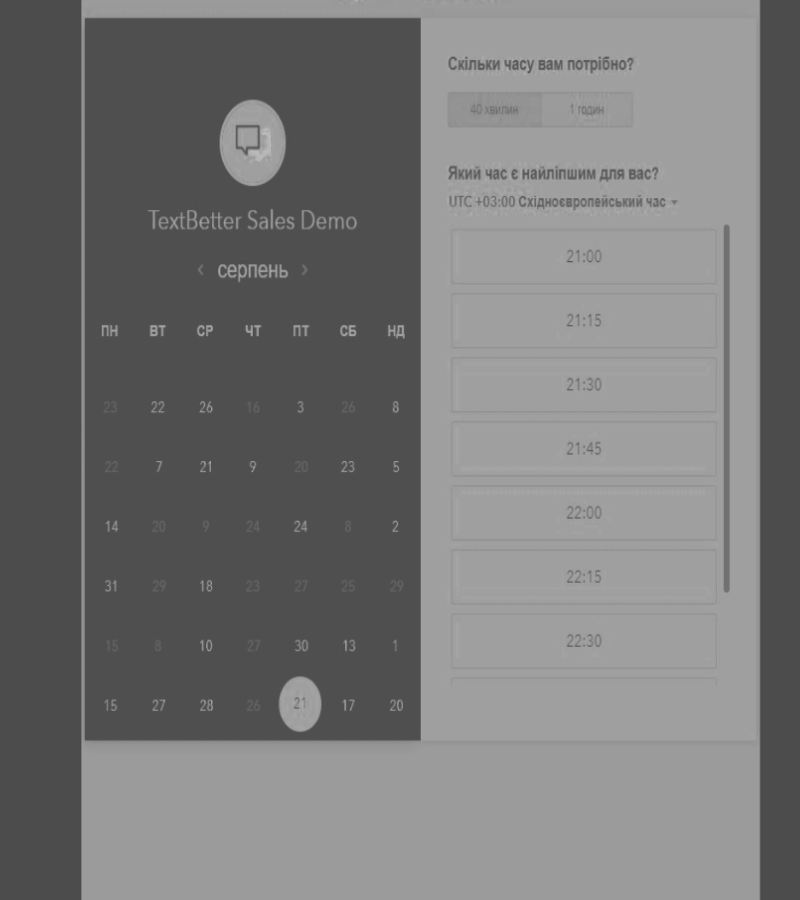 TextBetter Sales Demo
‹ серпень ›
ПН ВТ СР ЧТ ПТ СБ НД
23 22 26 16 3 26 8
22 7 21 9 20 23 5
14 20 9 24 24 8 2
31 29 18 23 27 25 29
15 8 10 27 30 13 1
15 27 28 26 21 17 20
Скільки часу вам потрібно?
40 хвилин 1 годин
Який час є найліпшим для вас?
UTC +03:00 Східноєвропейський час
21:00
21:15
21:30
21:45
22:00
22:15
22:30